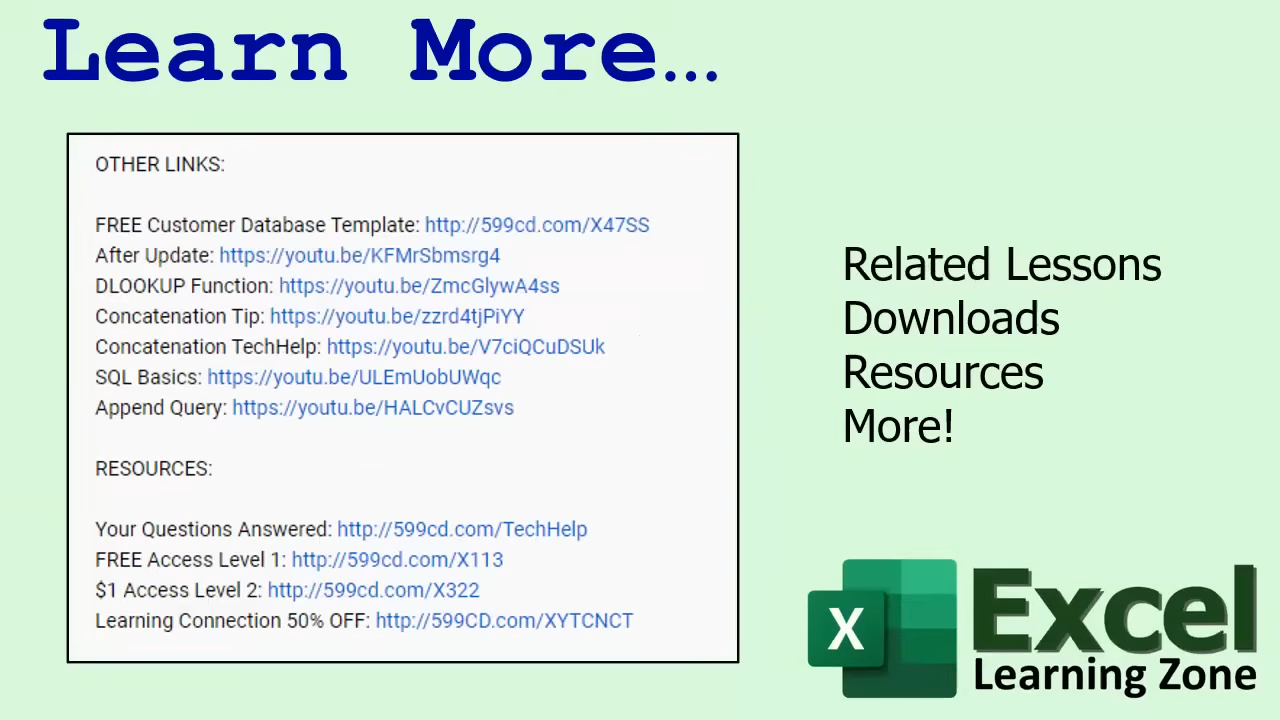 Learn More...
OTHER LINKS:
FREE Customer Database Template: http://599cd.com/X47SS
After Update: https://youtu.be/KFMrSbmsrg4
DLOOKUP Function: https://youtu.be/ZmcGlywA4ss
Concatenation Tip: https://youtu.be/zzrd4tjPiYY
Concatenation TechHelp: https://youtu.be/V7ciQCuDSUk
SQL Basics: https://youtu.be/ULEmUobUWqc
Append Query: https://youtu.be/HALCvCUZsvs
RESOURCES:
Your Questions Answered: http://599cd.com/TechHelp
FREE Access Level 1: http://599cd.com/X113
$1 Access Level 2: http://599cd.com/X322
Learning Connection 50% OFF: http://599CD.com/XYTCNCT
Related Lessons
Downloads
Resources
More!
X
Excel
Learning Zone